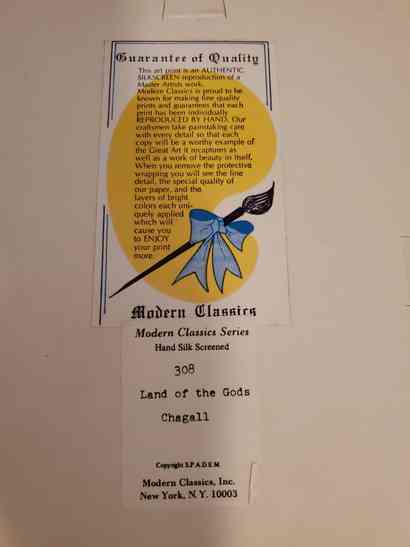 Guarantee of Quality
This art print is an AUTHENTIC
SILKSCREEN reproduction of a
Master Artists work.
Modern Classics is proud to be
known for making fine quality
prints and guarantees that each
print has been individually
REPRODUCED BY HAND. Our
craftsmen take painstaking care
with every detail so that each
copy will be a worthy example of
the Great Art it recaptures as
well as a work of beauty in itself.
When you remove the protective
wrapping you will see the fine
detail, the special quality of
our paper, and the
layers of bright
colors each uni-
quely applied
which will
cause you
to ENJOY
your print
more.
Modern Classics
Modern Classics Series
Hand Silk Screened
308
Land of the Gods
Chagall
Copyright S.P.A.D.E.M.
Modern Classics, Inc.
New York, N.Y. 10003